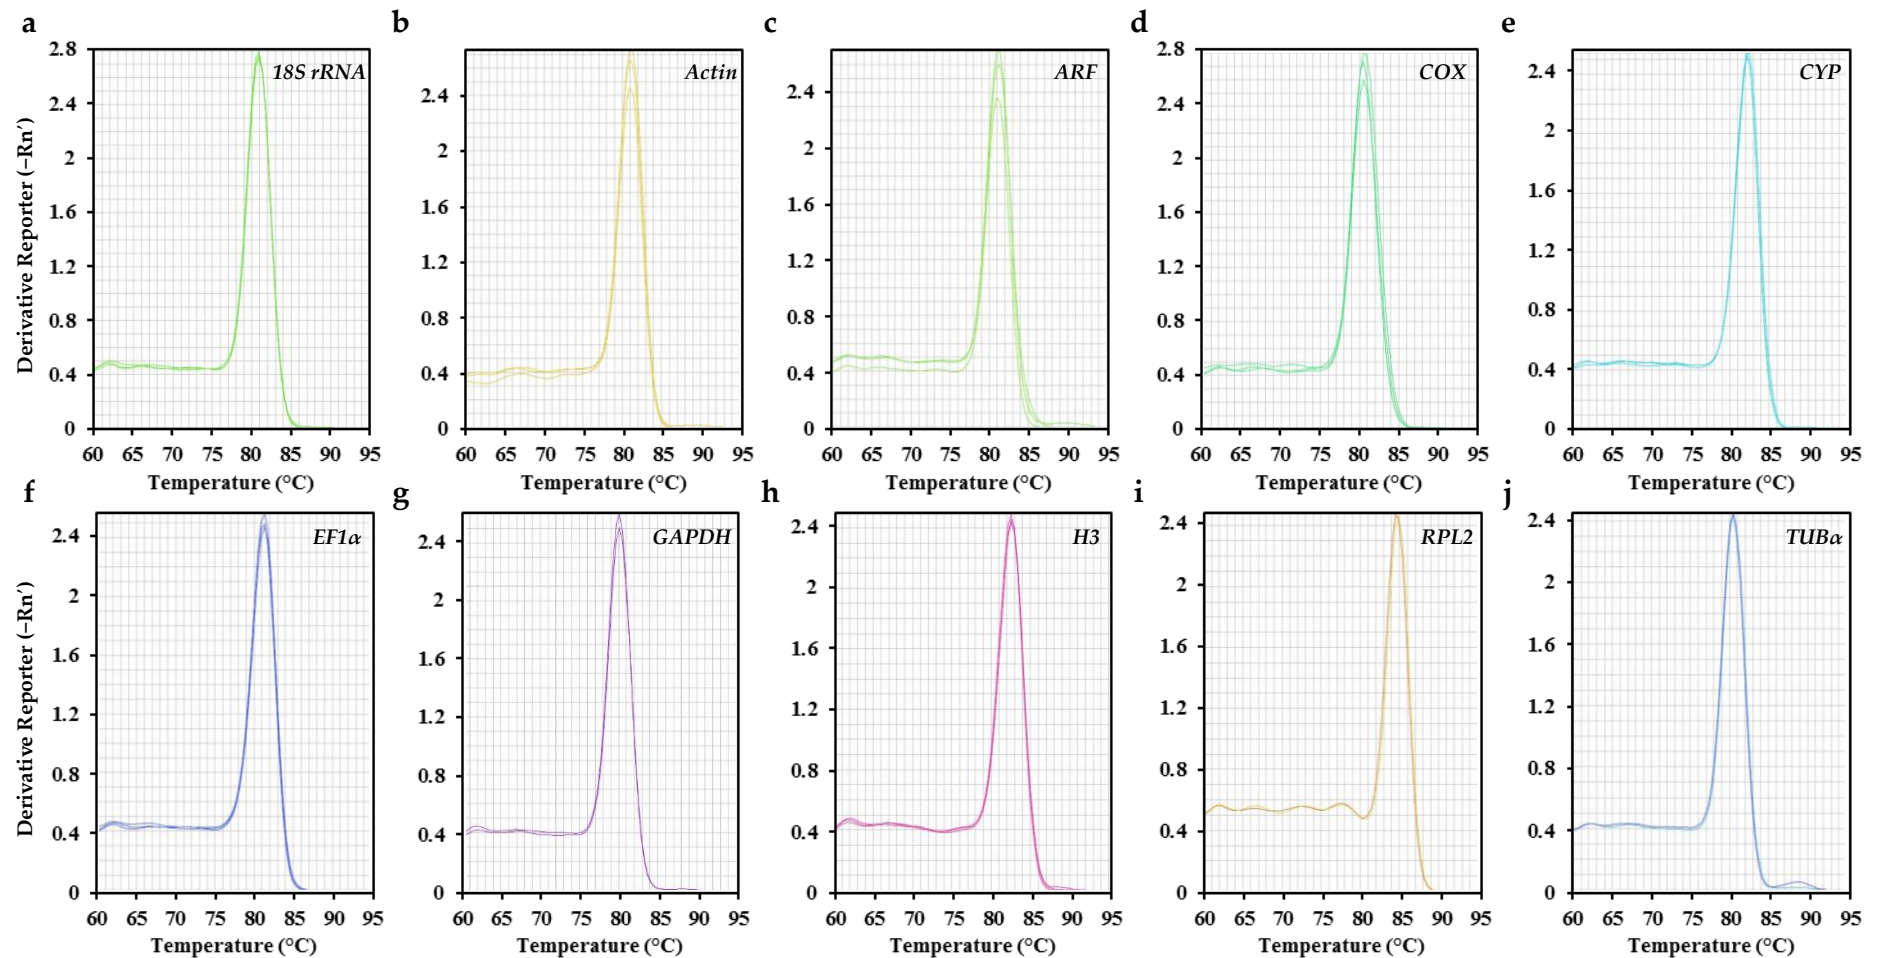 a
b
c
d
e
Derivative Reporter (−Rn′)
2.8
2.4
2
1.6
1.2
0.8
0.4
0
18S rRNA
60 65 70 75 80 85 90 95
Temperature (°C)
2.4
2
1.6
1.2
0.8
0.4
0
Actin
60 65 70 75 80 85 90 95
Temperature (°C)
2.4
2
1.6
1.2
0.8
0.4
0
ARF
60 65 70 75 80 85 90 95
Temperature (°C)
2.8
2.4
2
1.6
1.2
0.8
0.4
0
COX
60 65 70 75 80 85 90 95
Temperature (°C)
2.4
2
1.6
1.2
0.8
0.4
0
CYP
60 65 70 75 80 85 90 95
Temperature (°C)
f
g
h
i
j
Derivative Reporter (−Rn′)
2.4
2
1.6
1.2
0.8
0.4
0
EF1α
60 65 70 75 80 85 90 95
Temperature (°C)
2.4
2
1.6
1.2
0.8
0.4
0
GAPDH
60 65 70 75 80 85 90 95
Temperature (°C)
2.4
2
1.6
1.2
0.8
0.4
0
H3
60 65 70 75 80 85 90 95
Temperature (°C)
2.4
2
1.6
1.2
0.8
0.4
0
RPL2
60 65 70 75 80 85 90 95
Temperature (°C)
2.4
2
1.6
1.2
0.8
0.4
0
TUBα
60 65 70 75 80 85 90 95
Temperature (°C)